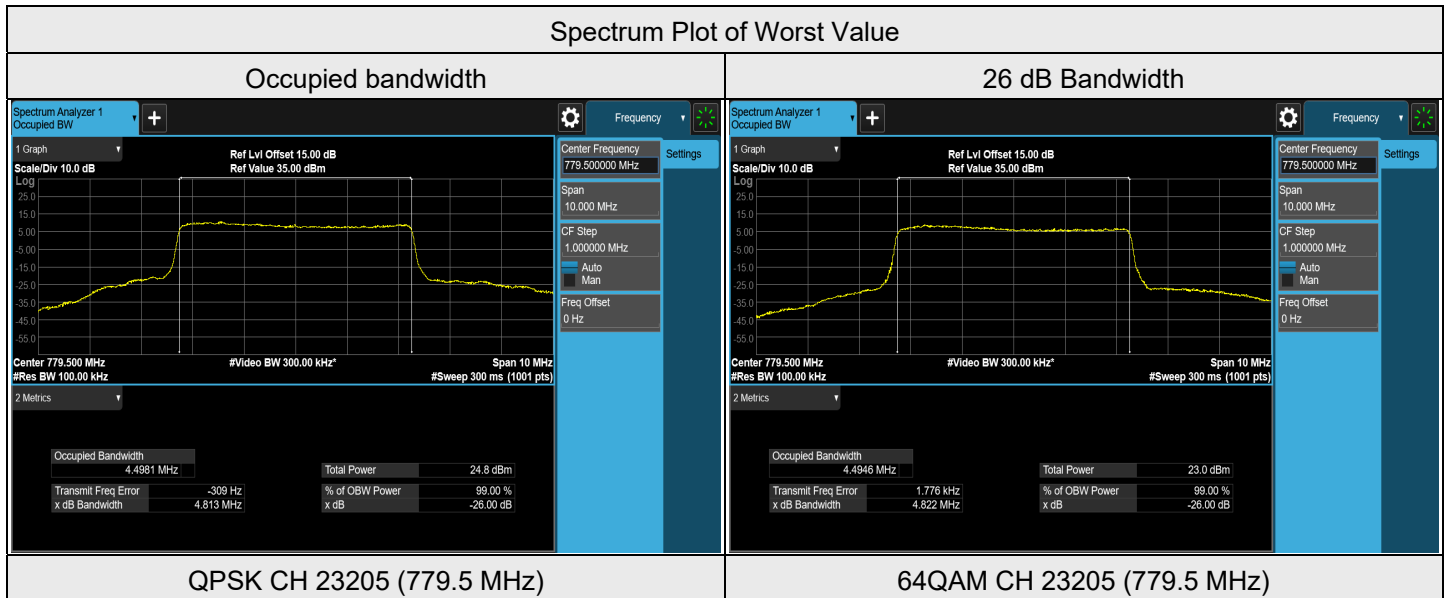 Spectrum Plot of Worst Value
Occupied bandwidth
26 dB Bandwidth
Spectrum Analyzer 1
Occupied BW
+
Frequency
1 Graph
Ref Lvl Offset 15.00 dB
Scale/Div 10.0 dB
Ref Value 35.00 dBm
Log
25.0
15.0
5.00
-5.00
-15.0
-25.0
-35.0
-45.0
-55.0
Center 779.500 MHz
#Video BW 300.00 kHz*
Span 10 MHz
#Res BW 100.00 kHz
#Sweep 300 ms (1001 pts)
Center Frequency
779.500000 MHz
Settings
Span
10.000 MHz
CF Step
1.000000 MHz
Auto
Man
Freq Offset
0 Hz
2 Metrics
Occupied Bandwidth
4.4981 MHz
Total Power 24.8 dBm
Transmit Freq Error -309 Hz
% of OBW Power 99.00 %
x dB Bandwidth 4.813 MHz
x dB -26.00 dB
Spectrum Analyzer 1
Occupied BW
+
Frequency
1 Graph
Ref Lvl Offset 15.00 dB
Scale/Div 10.0 dB
Ref Value 35.00 dBm
Log
25.0
15.0
5.00
-5.00
-15.0
-25.0
-35.0
-45.0
-55.0
Center 779.500 MHz
#Video BW 300.00 kHz*
Span 10 MHz
#Res BW 100.00 kHz
#Sweep 300 ms (1001 pts)
Center Frequency
779.500000 MHz
Settings
Span
10.000 MHz
CF Step
1.000000 MHz
Auto
Man
Freq Offset
0 Hz
2 Metrics
Occupied Bandwidth
4.4946 MHz
Total Power 23.0 dBm
Transmit Freq Error 1.776 kHz
% of OBW Power 99.00 %
x dB Bandwidth 4.822 MHz
x dB -26.00 dB
QPSK CH 23205 (779.5 MHz)
64QAM CH 23205 (779.5 MHz)